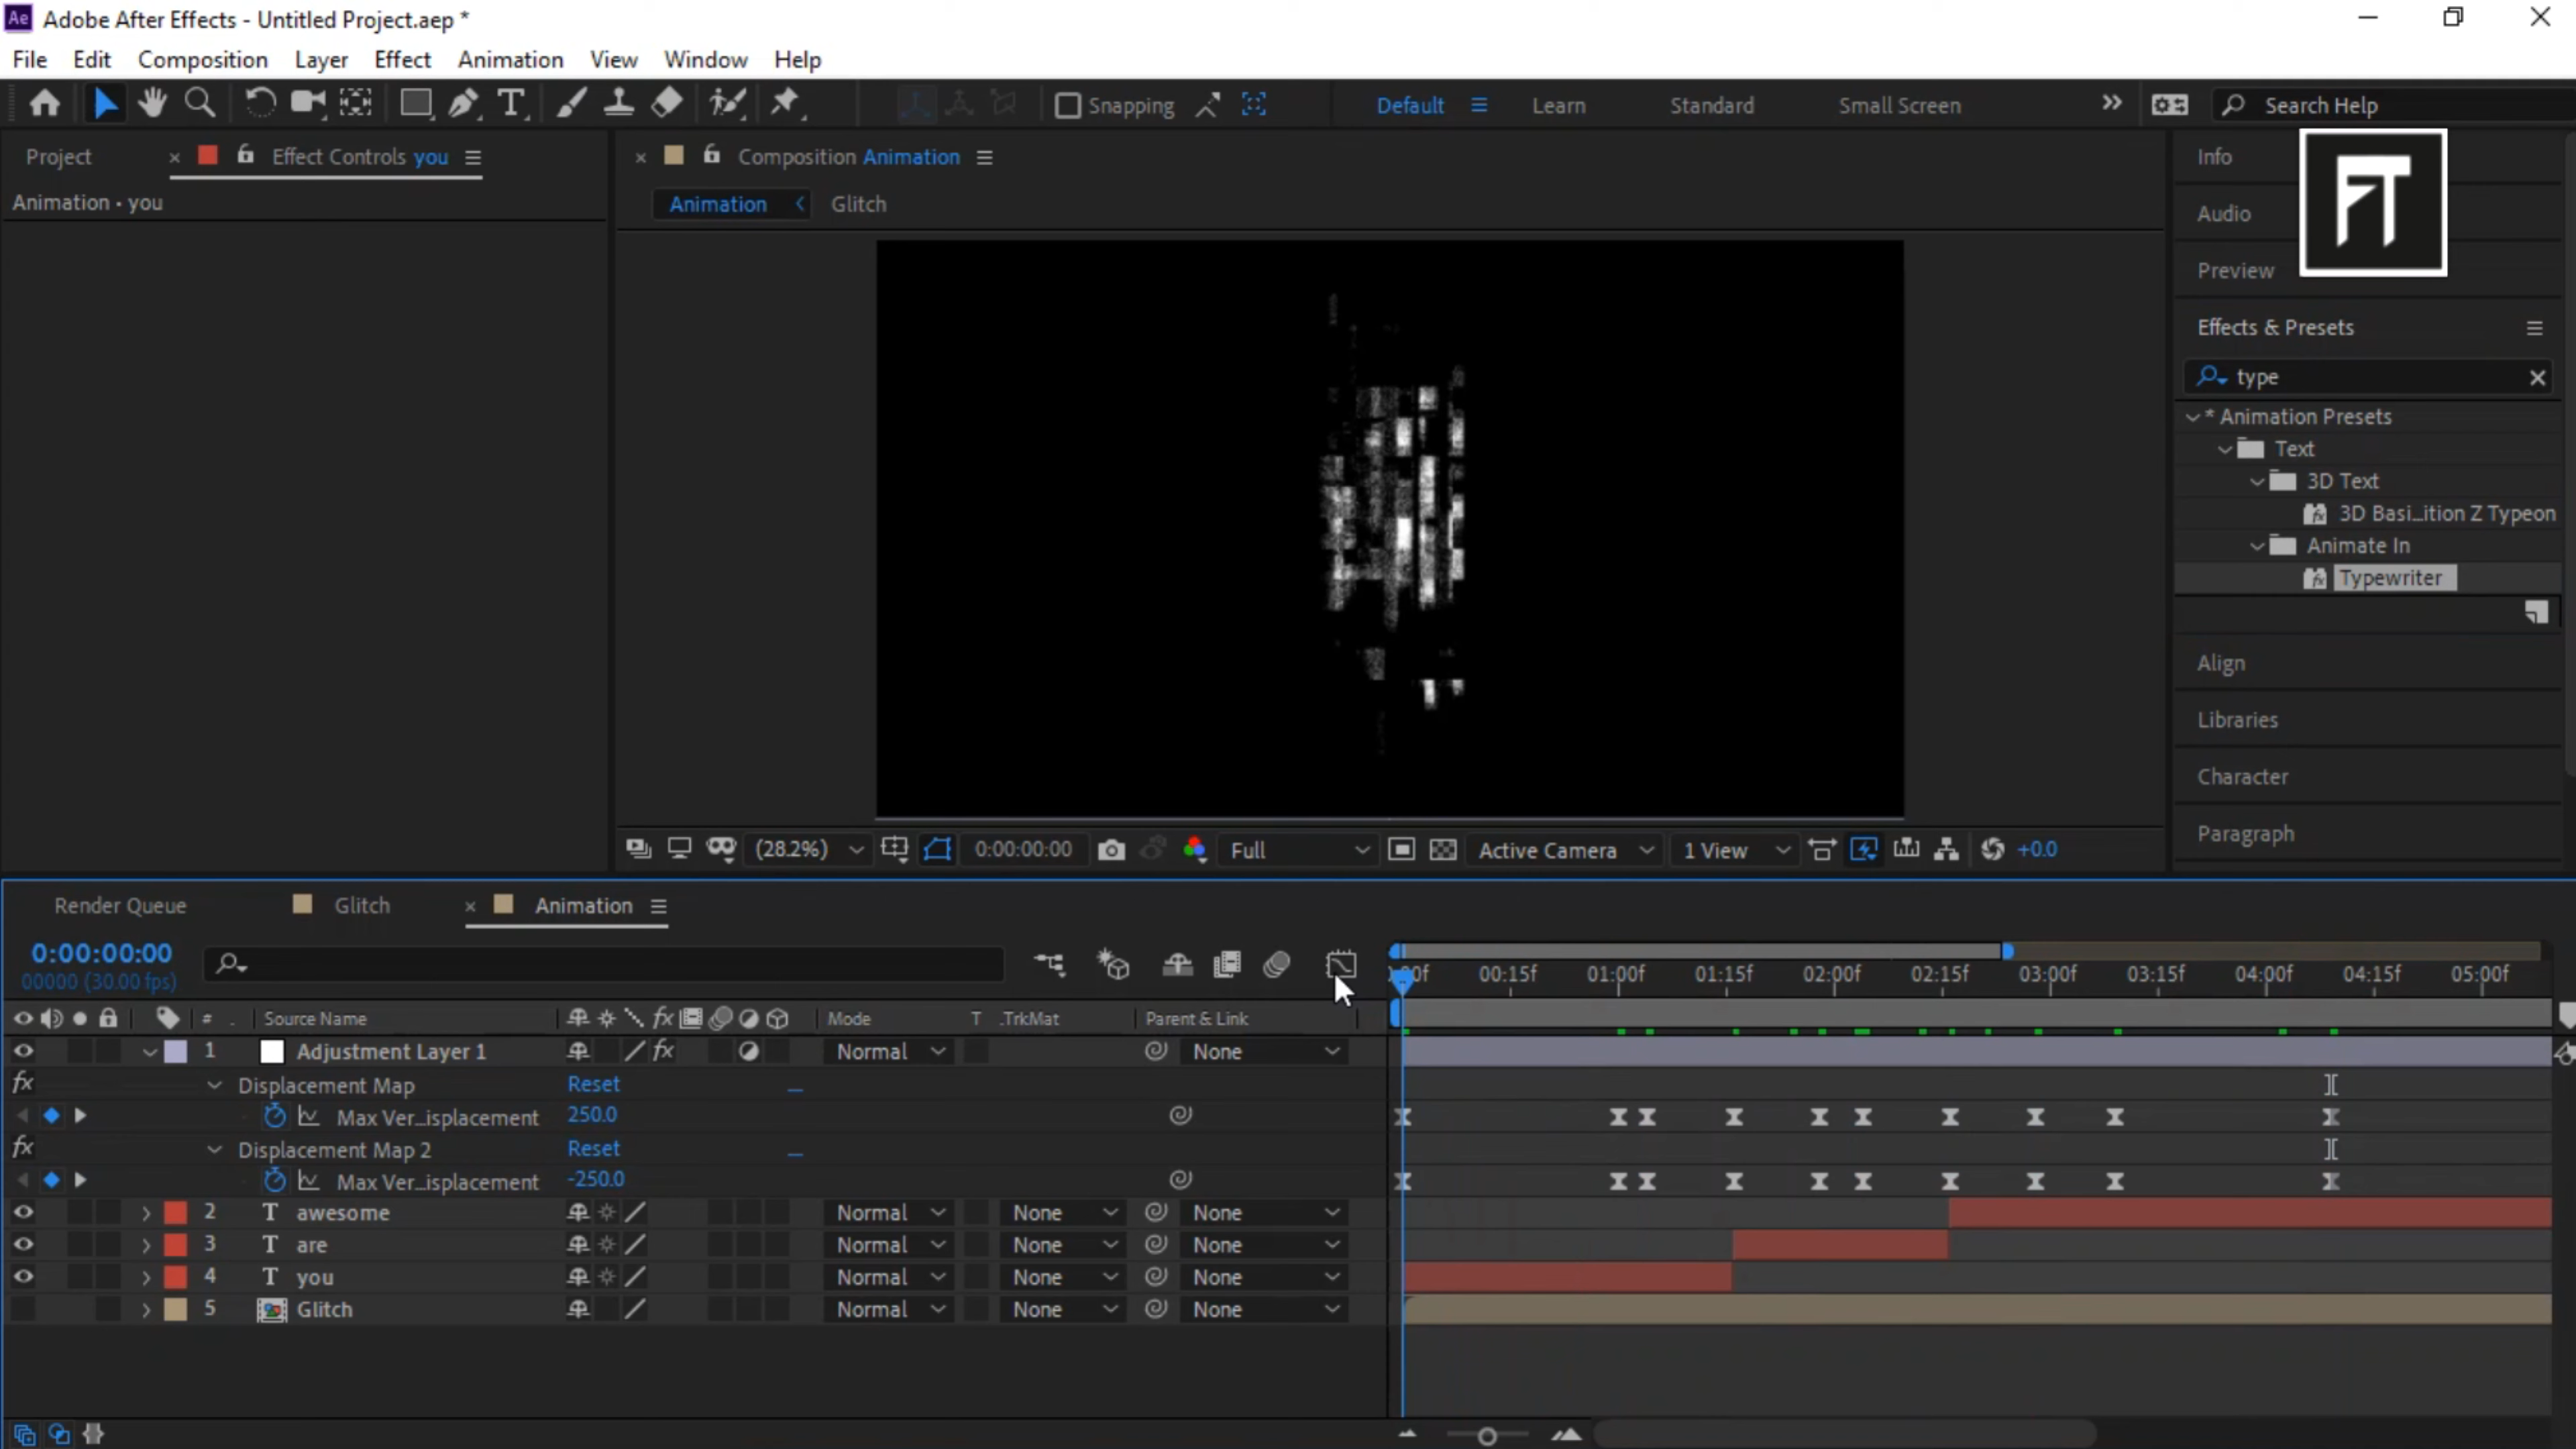 Ae Adobe After Effects - Untitled Project.aep *
File Edit Composition Layer Effect Animation View Window Help
Snapping Default Learn Standard Small Screen Search Help
Project Effect Controls you
Animation • you
Composition Animation
Animation Glitch
Info
FT
Audio
Preview
Effects & Presets
type
* Animation Presets
Text
3D Text
3D Basi...ition Z Typeon
Animate In
Typewriter
Align
Libraries
Character
Paragraph
(28.2%) 0:00:00:00 Full Active Camera 1 View +0.0
Render Queue Glitch Animation
0:00:00:00
00000 (30.00 fps)
00f 00:15f 01:00f 01:15f 02:00f 02:15f 03:00f 03:15f 04:00f 04:15f 05:00f
# . Source Name fx Mode T .TrkMat Parent & Link
1 Adjustment Layer 1 fx Normal None
fx Displacement Map Reset
Max Ver...isplacement 250.0
fx Displacement Map 2 Reset
Max Ver...isplacement -250.0
2 T awesome Normal None None
3 T are Normal None None
4 T you Normal None None
5 Glitch Normal None None